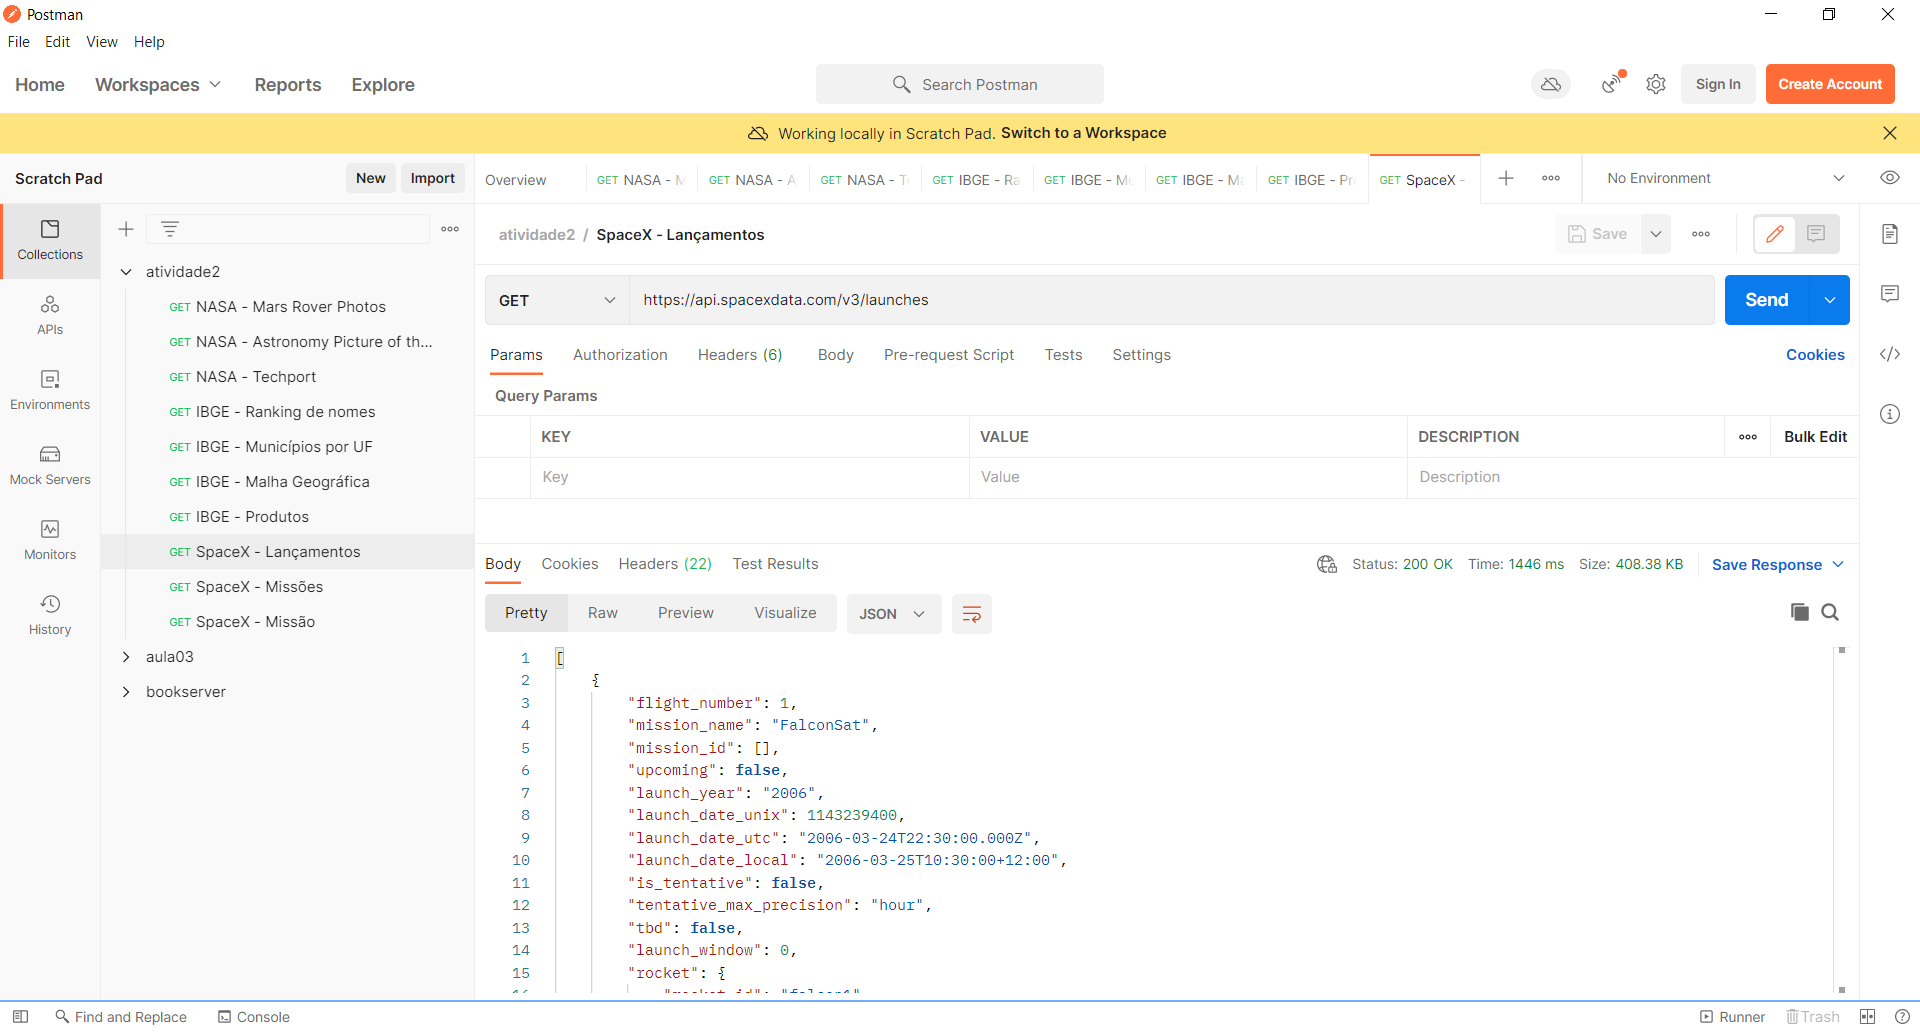 Postman
File Edit View Help
Home Workspaces Reports Explore Search Postman Sign In Create Account
Working locally in Scratch Pad. Switch to a Workspace
Scratch Pad New Import
Overview GET NASA - M GET NASA - A GET NASA - T GET IBGE - Ra GET IBGE - Mu GET IBGE - Ma GET IBGE - Pr GET SpaceX - No Environment
Collections
APIs
Environments
Mock Servers
Monitors
History
atividade2
GET NASA - Mars Rover Photos
GET NASA - Astronomy Picture of th...
GET NASA - Techport
GET IBGE - Ranking de nomes
GET IBGE - Municípios por UF
GET IBGE - Malha Geográfica
GET IBGE - Produtos
GET SpaceX - Lançamentos
GET SpaceX - Missões
GET SpaceX - Missão
aula03
bookserver
atividade2 / SpaceX - Lançamentos Save
GET https://api.spacexdata.com/v3/launches Send
Params Authorization Headers (6) Body Pre-request Script Tests Settings Cookies
Query Params
KEY VALUE DESCRIPTION Bulk Edit
Key Value Description
Body Cookies Headers (22) Test Results Status: 200 OK Time: 1446 ms Size: 408.38 KB Save Response
Pretty Raw Preview Visualize JSON
1 [
2 {
3 "flight_number": 1,
4 "mission_name": "FalconSat",
5 "mission_id": [],
6 "upcoming": false,
7 "launch_year": "2006",
8 "launch_date_unix": 1143239400,
9 "launch_date_utc": "2006-03-24T22:30:00.000Z",
10 "launch_date_local": "2006-03-25T10:30:00+12:00",
11 "is_tentative": false,
12 "tentative_max_precision": "hour",
13 "tbd": false,
14 "launch_window": 0,
15 "rocket": {
Find and Replace Console Runner Trash